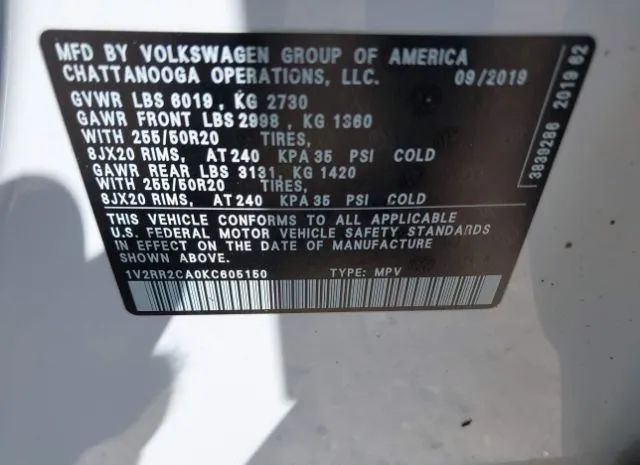 MFD BY VOLKSWAGEN GROUP OF AMERICA
CHATTANOOGA OPERATIONS, LLC. 09/2019
GVWR LBS 6019, KG 2730
GAWR FRONT LBS 2998, KG 1360
WITH 255/50R20 TIRES,
8JX20 RIMS, AT 240 KPA 35 PSI COLD
GAWR REAR LBS 3131, KG 1420
WITH 255/50R20 TIRES,
8JX20 RIMS, AT 240 KPA 35 PSI COLD
THIS VEHICLE CONFORMS TO ALL APPLICABLE
U.S. FEDERAL MOTOR VEHICLE SAFETY STANDARDS
IN EFFECT ON THE DATE OF MANUFACTURE
SHOWN ABOVE.
1V2RR2CA0KC605150 TYPE: MPV
3839286 2019 62